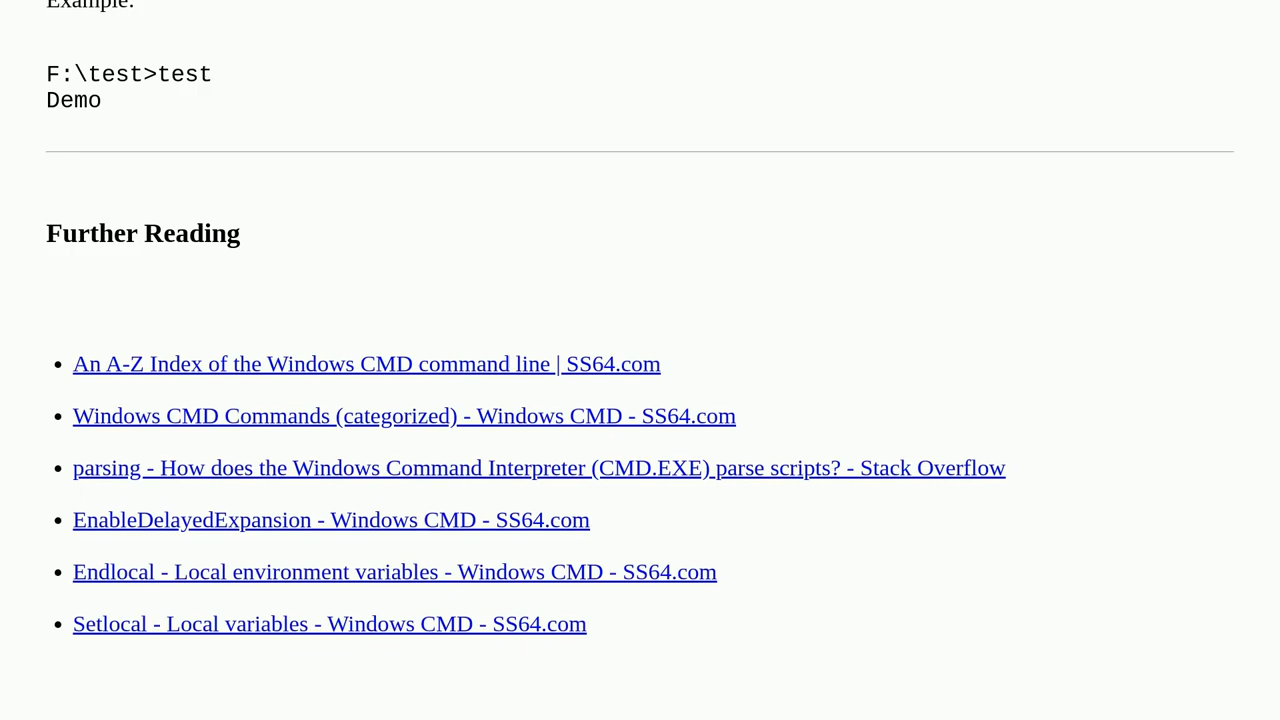 Example:
F:\test>test
Demo
Further Reading
An A-Z Index of the Windows CMD command line | SS64.com
Windows CMD Commands (categorized) - Windows CMD - SS64.com
parsing - How does the Windows Command Interpreter (CMD.EXE) parse scripts? - Stack Overflow
EnableDelayedExpansion - Windows CMD - SS64.com
Endlocal - Local environment variables - Windows CMD - SS64.com
Setlocal - Local variables - Windows CMD - SS64.com